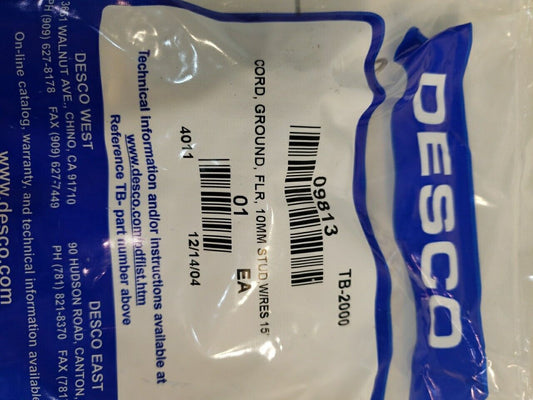 DESCO
TB-2000
09813
CORD, GROUND, FLR, 10MM STUD W/RES 15'
01 EA
4011 12/14/04
Technical information and/or instructions available at
www.desco.com/pdflist.htm
Reference TB- part number above
DESCO WEST
3651 WALNUT AVE., CHINO, CA 91710
PH (909) 627-8178 FAX (909) 627-7449
DESCO EAST
90 HUDSON ROAD, CANTON,
PH (781) 821-8370 FAX (781)
On-line catalog, warranty, and technical information available
www.desco.com